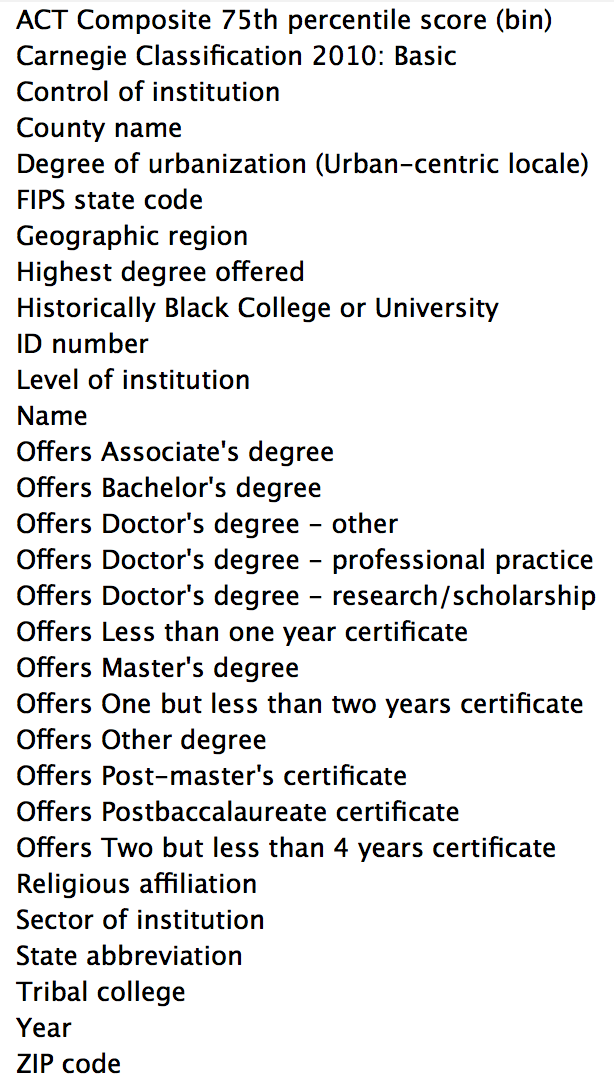 ACT Composite 75th percentile score (bin)
Carnegie Classification 2010: Basic
Control of institution
County name
Degree of urbanization (Urban-centric locale)
FIPS state code
Geographic region
Highest degree offered
Historically Black College or University
ID number
Level of institution
Name
Offers Associate's degree
Offers Bachelor's degree
Offers Doctor's degree - other
Offers Doctor's degree - professional practice
Offers Doctor's degree - research/scholarship
Offers Less than one year certificate
Offers Master's degree
Offers One but less than two years certificate
Offers Other degree
Offers Post-master's certificate
Offers Postbaccalaureate certificate
Offers Two but less than 4 years certificate
Religious affiliation
Sector of institution
State abbreviation
Tribal college
Year
ZIP code